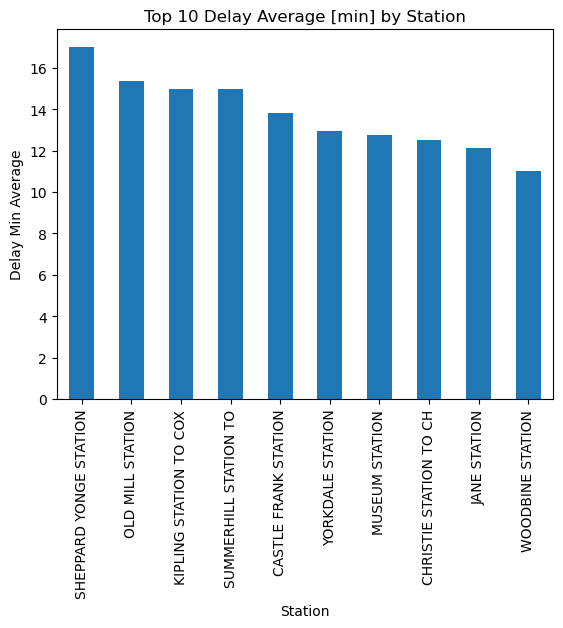 Top 10 Delay Average [min] by Station
Delay Min Average
16
14
12
10
8
6
4
2
0
SHEPPARD YONGE STATION
OLD MILL STATION
KIPLING STATION TO COX
SUMMERHILL STATION TO
CASTLE FRANK STATION
YORKDALE STATION
MUSEUM STATION
CHRISTIE STATION TO CH
JANE STATION
WOODBINE STATION
Station